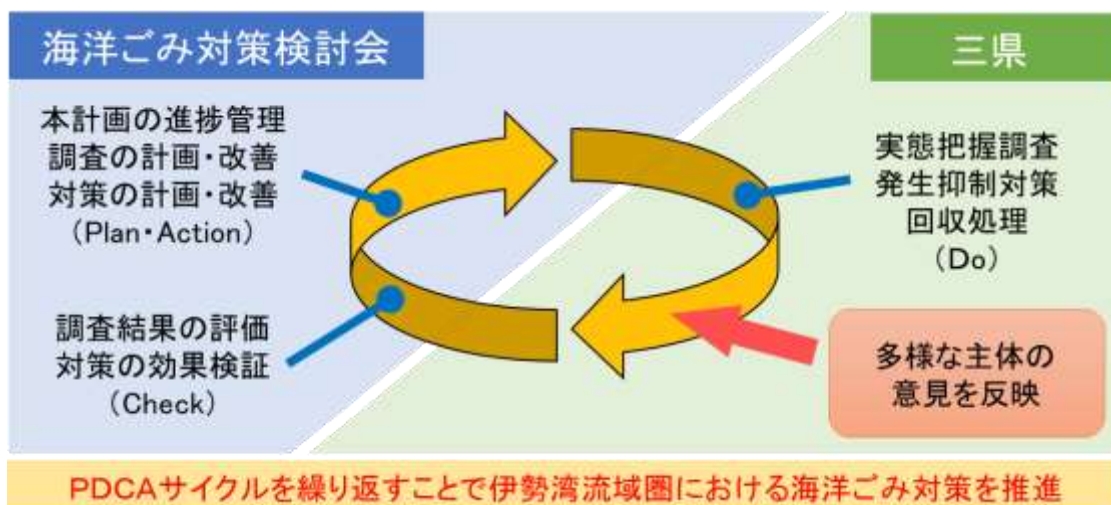 海洋ごみ対策検討会
本計画の進捗管理
調査の計画・改善
対策の計画・改善
（Plan・Action）
調査結果の評価
対策の効果検証
（Check）
三県
実態把握調査
発生抑制対策
回収処理
（Do）
多様な主体の
意見を反映
PDCAサイクルを繰り返すことで伊勢湾流域圏における海洋ごみ対策を推進